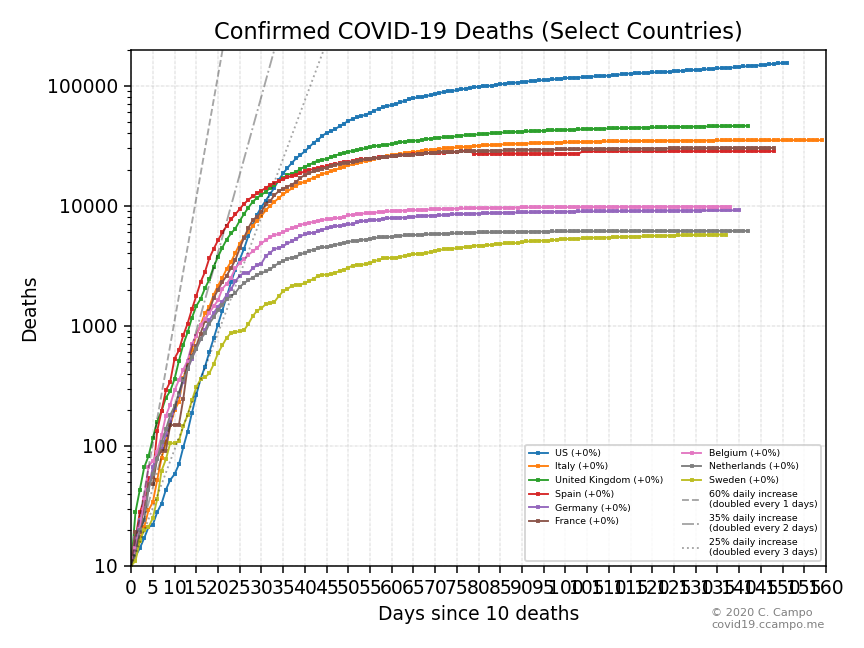 Confirmed COVID-19 Deaths (Select Countries)
Deaths
100000
10000
1000
100
10
US (+0%)
Italy (+0%)
United Kingdom (+0%)
Spain (+0%)
Germany (+0%)
France (+0%)
Belgium (+0%)
Netherlands (+0%)
Sweden (+0%)
60% daily increase
(doubled every 1 days)
35% daily increase
(doubled every 2 days)
25% daily increase
(doubled every 3 days)
0 5 10 15 20 25 30 35 40 45 50 55 60 65 70 75 80 85 90 95 100 105 110 115 120 125 130 135 140 145 150 155 160
Days since 10 deaths
© 2020 C. Campo
covid19.ccampo.me